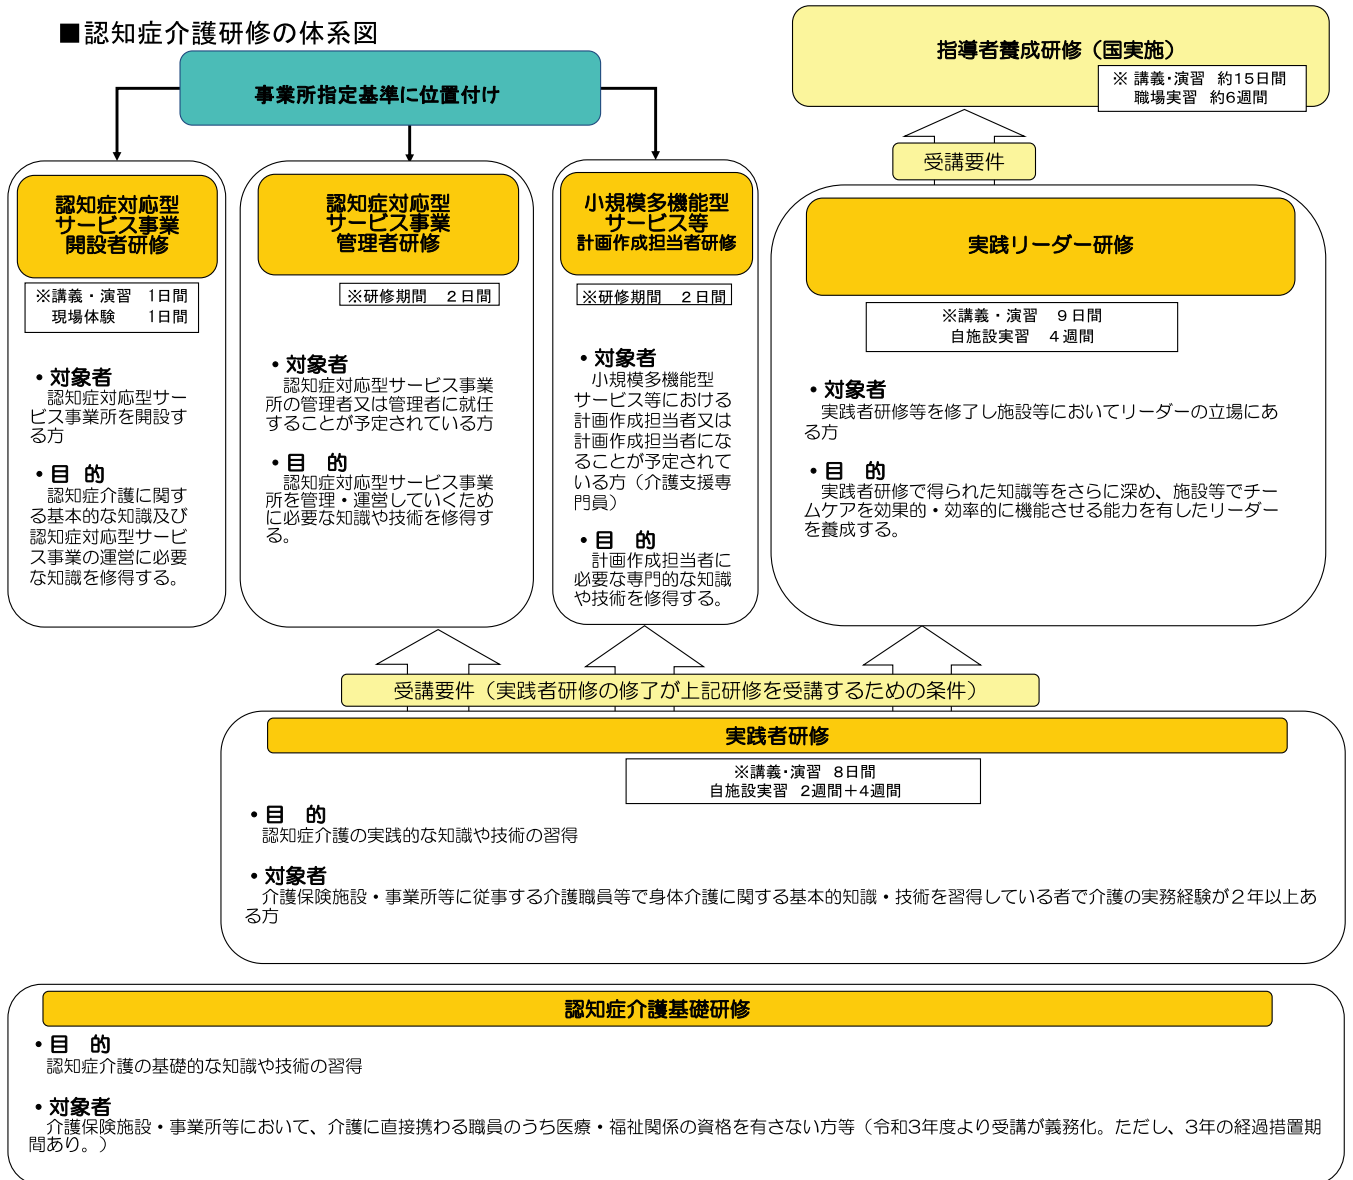 ■認知症介護研修の体系図
事業所指定基準に位置付け
指導者養成研修（国実施）
※ 講義・演習　約15日間
職場実習　約6週間
受講要件
認知症対応型
サービス事業
開設者研修
※講義・演習　1日間
現場体験　　1日間
・対象者
認知症対応型サー
ビス事業所を開設す
る方
・目　的
認知症介護に関す
る基本的な知識及び
認知症対応型サービ
ス事業の運営に必要
な知識を修得する。
認知症対応型
サービス事業
管理者研修
※研修期間　２日間
・対象者
認知症対応型サービス事業
所の管理者又は管理者に就任
することが予定されている方
・目　的
認知症対応型サービス事業
所を管理・運営していくため
に必要な知識や技術を修得す
る。
小規模多機能型
サービス等
計画作成担当者研修
※研修期間　２日間
・対象者
小規模多機能型
サービス等における
計画作成担当者又は
計画作成担当者にな
ることが予定されて
いる方（介護支援専
門員）
・目　的
計画作成担当者に
必要な専門的な知識
や技術を修得する。
実践リーダー研修
※講義・演習　９日間
自施設実習　４週間
・対象者
実践者研修等を修了し施設等においてリーダーの立場にあ
る方
・目　的
実践者研修で得られた知識等をさらに深め、施設等でチー
ムケアを効果的・効率的に機能させる能力を有したリーダー
を養成する。
受講要件（実践者研修の修了が上記研修を受講するための条件）
実践者研修
※講義・演習　8日間
自施設実習　2週間＋4週間
・目　的
認知症介護の実践的な知識や技術の習得
・対象者
介護保険施設・事業所等に従事する介護職員等で身体介護に関する基本的知識・技術を習得している者で介護の実務経験が２年以上あ
る方
認知症介護基礎研修
・目　的
認知症介護の基礎的な知識や技術の習得
・対象者
介護保険施設・事業所等において、介護に直接携わる職員のうち医療・福祉関係の資格を有さない方等（令和3年度より受講が義務化。ただし、3年の経過措置期
間あり。）